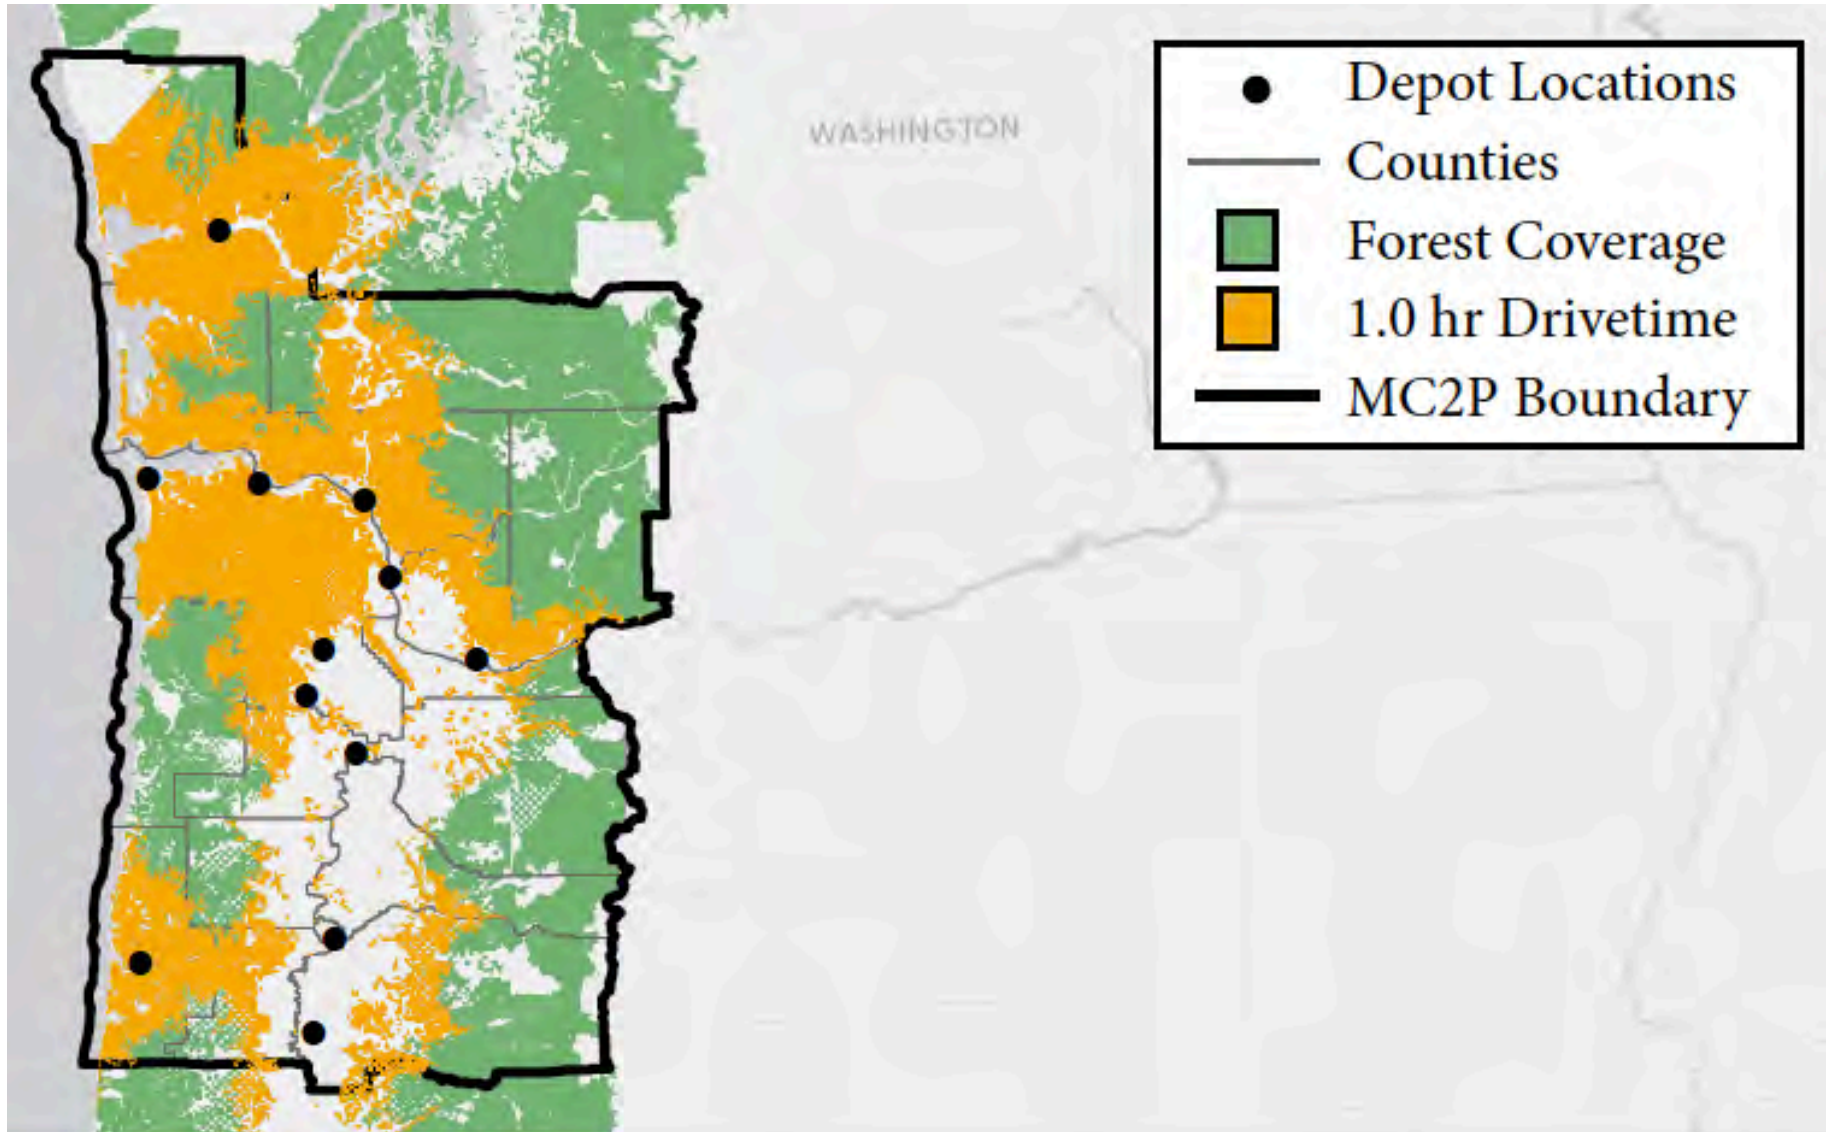 WASHINGTON
Depot Locations
Counties
Forest Coverage
1.0 hr Drivetime
MC2P Boundary